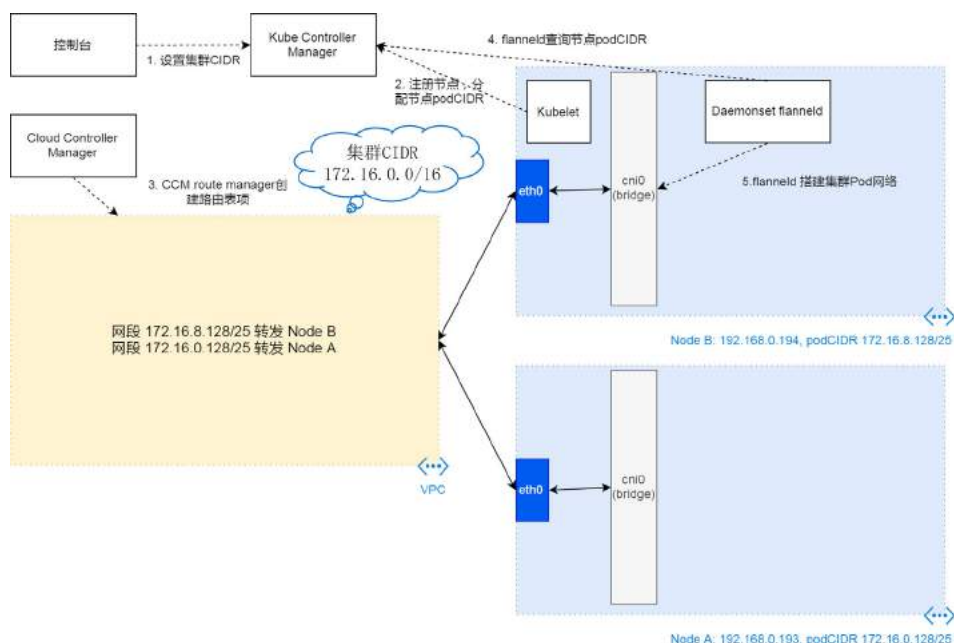 控制台
1. 设置集群CIDR
Kube Controller
Manager
4. flanneld查询节点podCIDR
2. 注册节点、分
配节点podCIDR
Kubelet
Daemonset flanneld
Cloud Controller
Manager
集群CIDR
172.16.0.0/16
3. CCM route manager创
建路由表项
eth0
cni0
(bridge)
5.flanneld 搭建集群Pod网络
网段 172.16.8.128/25 转发 Node B
网段 172.16.0.128/25 转发 Node A
Node B: 192.168.0.194, podCIDR 172.16.8.128/25
VPC
eth0
cni0
(bridge)
Node A: 192.168.0.193, podCIDR 172.16.0.128/25